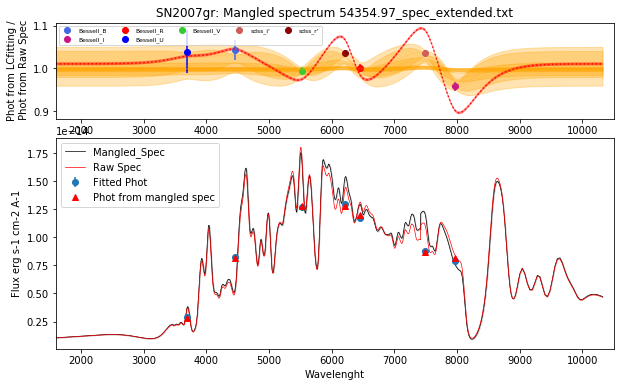 SN2007gr: Mangled spectrum 54354.97_spec_extended.txt
Phot from LCfitting /
Phot from Raw Spec
1.1
1.0
0.9
Bessell_B Bessell_R Bessell_V sdss_i' sdss_r'
Bessell_I Bessell_U
2000 3000 4000 5000 6000 7000 8000 9000 10000
1e−14
Flux erg s-1 cm-2 A-1
1.75
1.50
1.25
1.00
0.75
0.50
0.25
Mangled_Spec
Raw Spec
Fitted Phot
Phot from mangled spec
2000 3000 4000 5000 6000 7000 8000 9000 10000
Wavelenght